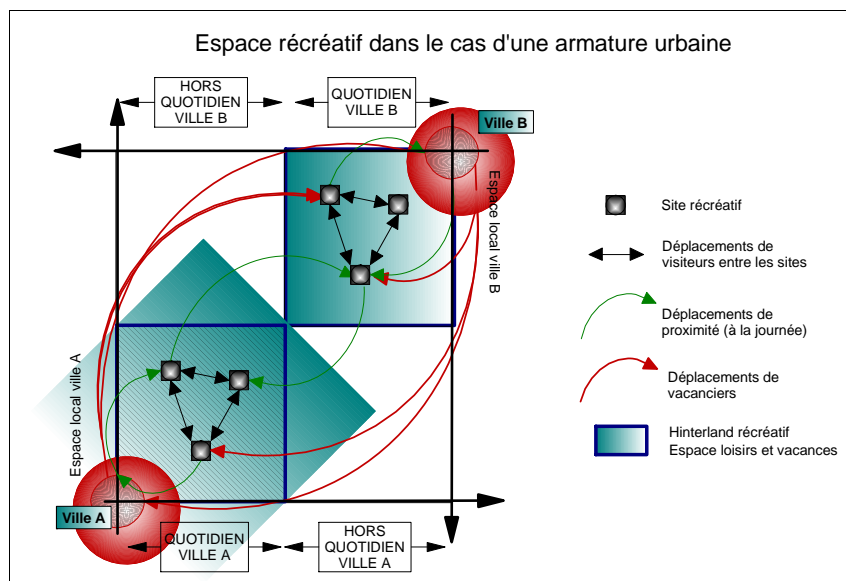 Espace récréatif dans le cas d'une armature urbaine
HORS
QUOTIDIEN
VILLE B
QUOTIDIEN
VILLE B
Ville B
Espace local ville B
Espace local ville A
Ville A
QUOTIDIEN
VILLE A
HORS
QUOTIDIEN
VILLE A
Site récréatif
Déplacements de
visiteurs entre les sites
Déplacements de
proximité (à la journée)
Déplacements de
vacanciers
Hinterland récréatif
Espace loisirs et vacances